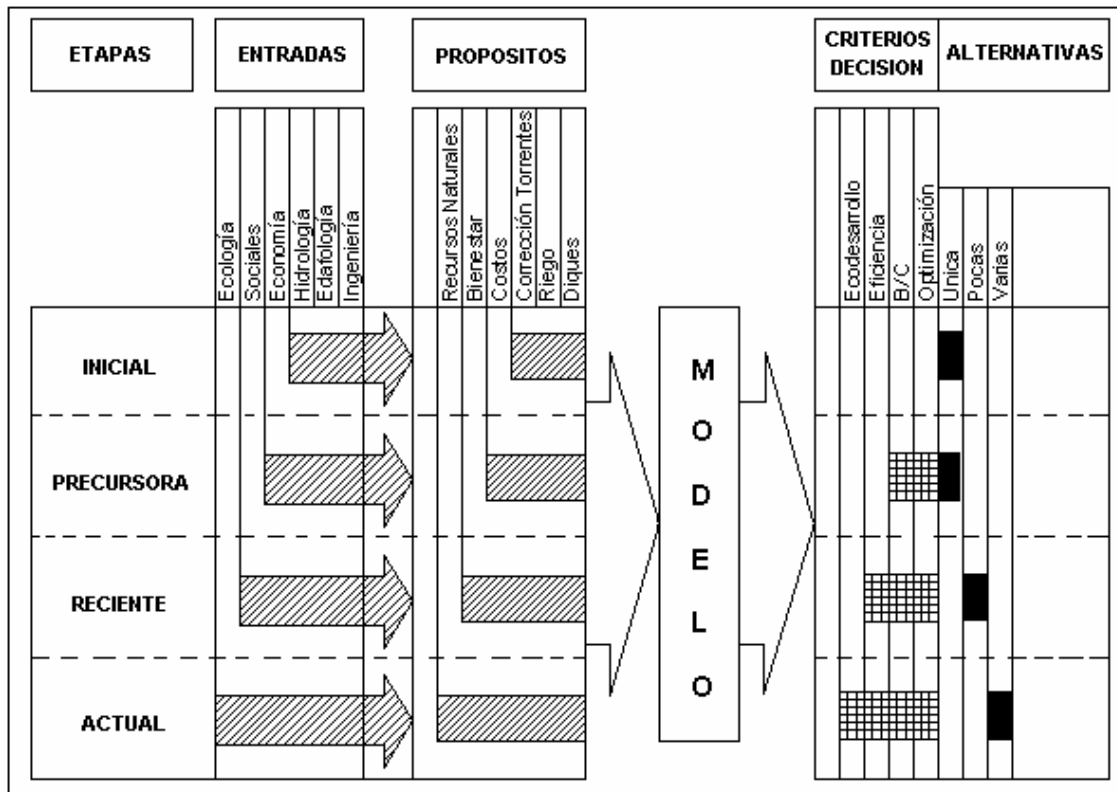 ETAPAS
ENTRADAS
PROPOSITOS
CRITERIOS
DECISION
ALTERNATIVAS
Ecología
Sociales
Economía
Hidrología
Edafología
Ingeniería
Recursos Naturales
Bienestar
Costos
Corrección Torrentes
Riego
Diques
Ecodesarrollo
Eficiencia
B/C
Optimización
Unica
Pocas
Varias
INICIAL
PRECURSORA
RECIENTE
ACTUAL
M
O
D
E
L
O